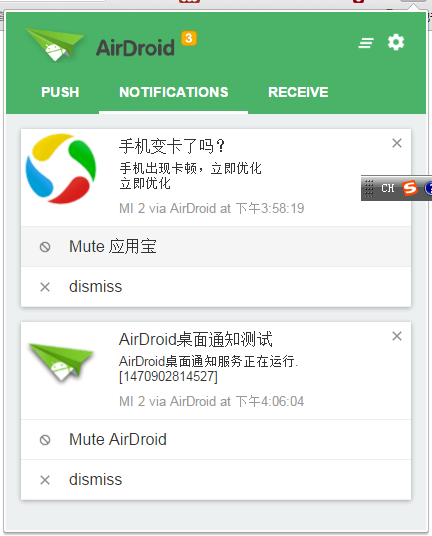 AirDroid 3
PUSH NOTIFICATIONS RECEIVE
手机变卡了吗？
手机出现卡顿，立即优化
立即优化
MI 2 via AirDroid at 下午3:58:19
CH
Mute 应用宝
dismiss
AirDroid桌面通知测试
AirDroid桌面通知服务正在运行.
[1470902814527]
MI 2 via AirDroid at 下午4:06:04
Mute AirDroid
dismiss